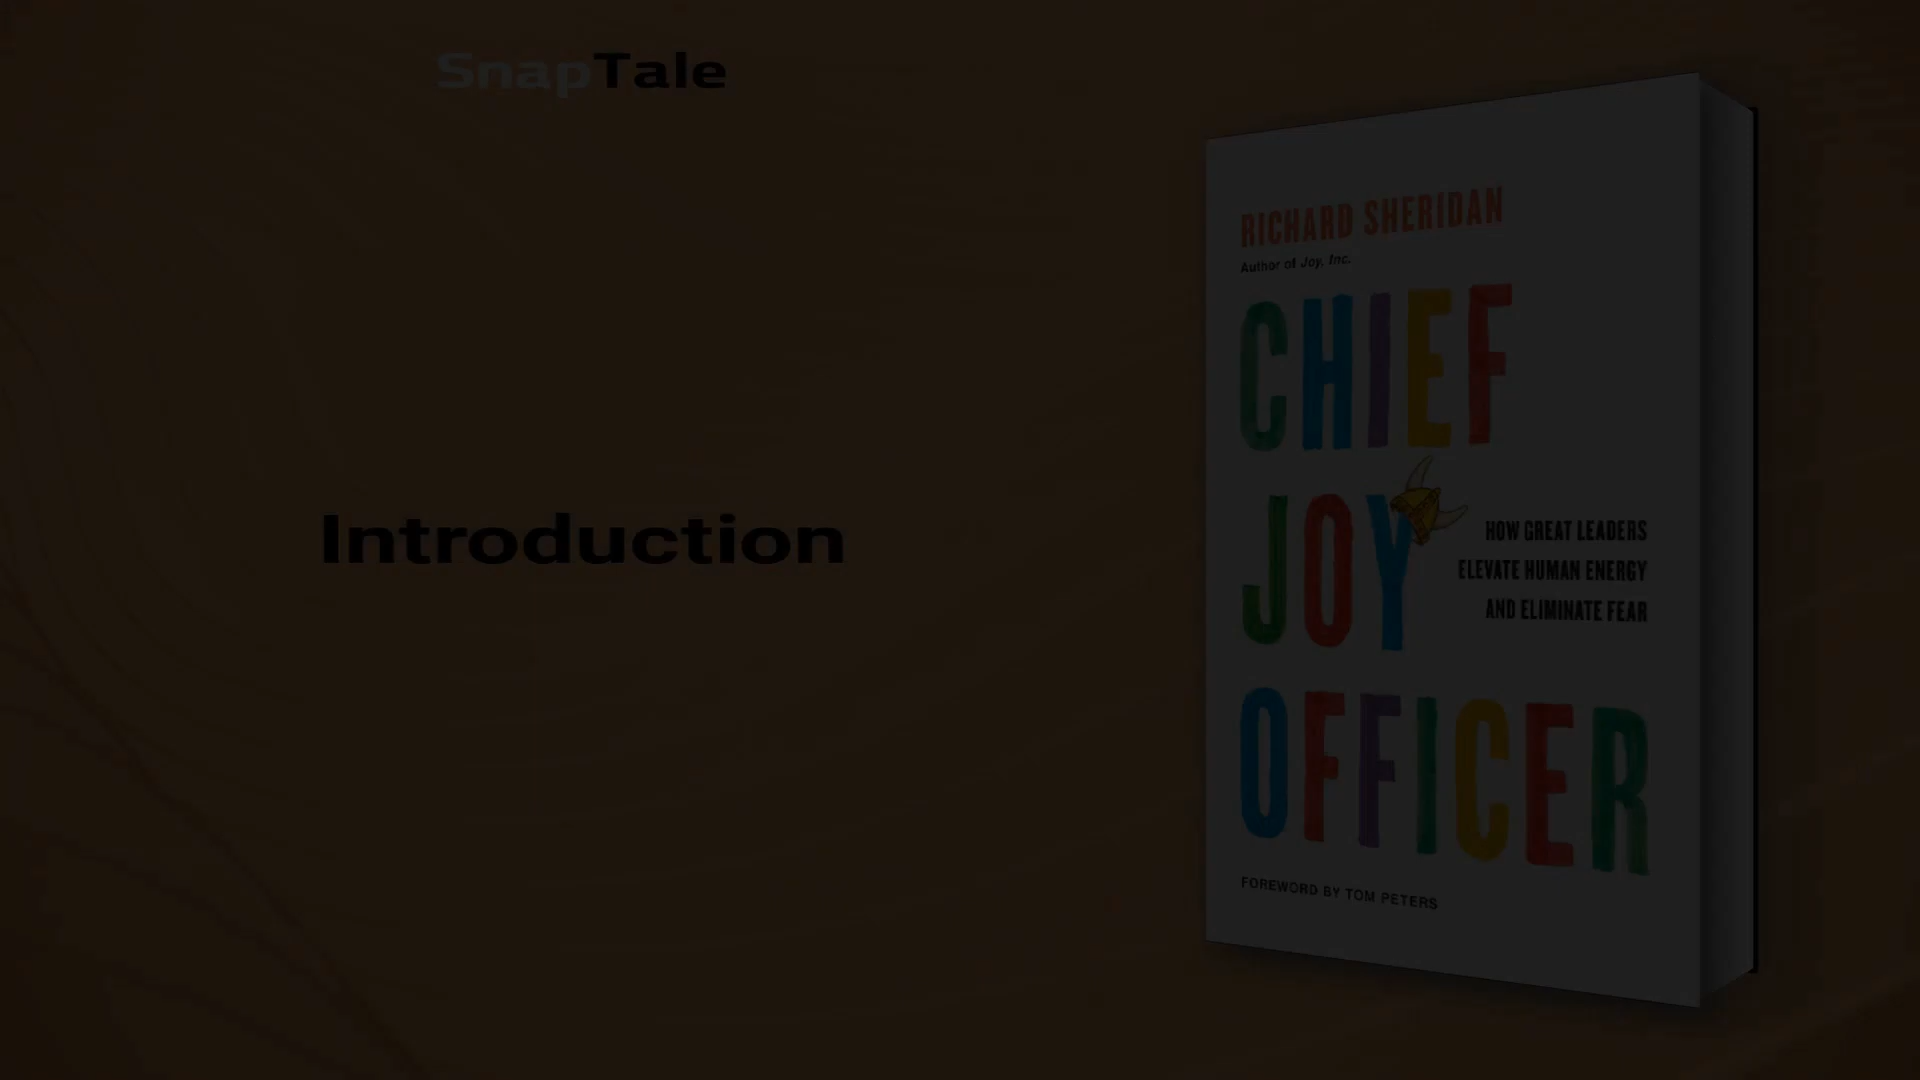 SnapTale
Introduction
RICHARD SHERIDAN
Author of Joy, Inc.
CHIEF
JOY
HOW GREAT LEADERS
ELEVATE HUMAN ENERGY
AND ELIMINATE FEAR
OFFICER
FOREWORD BY TOM PETERS